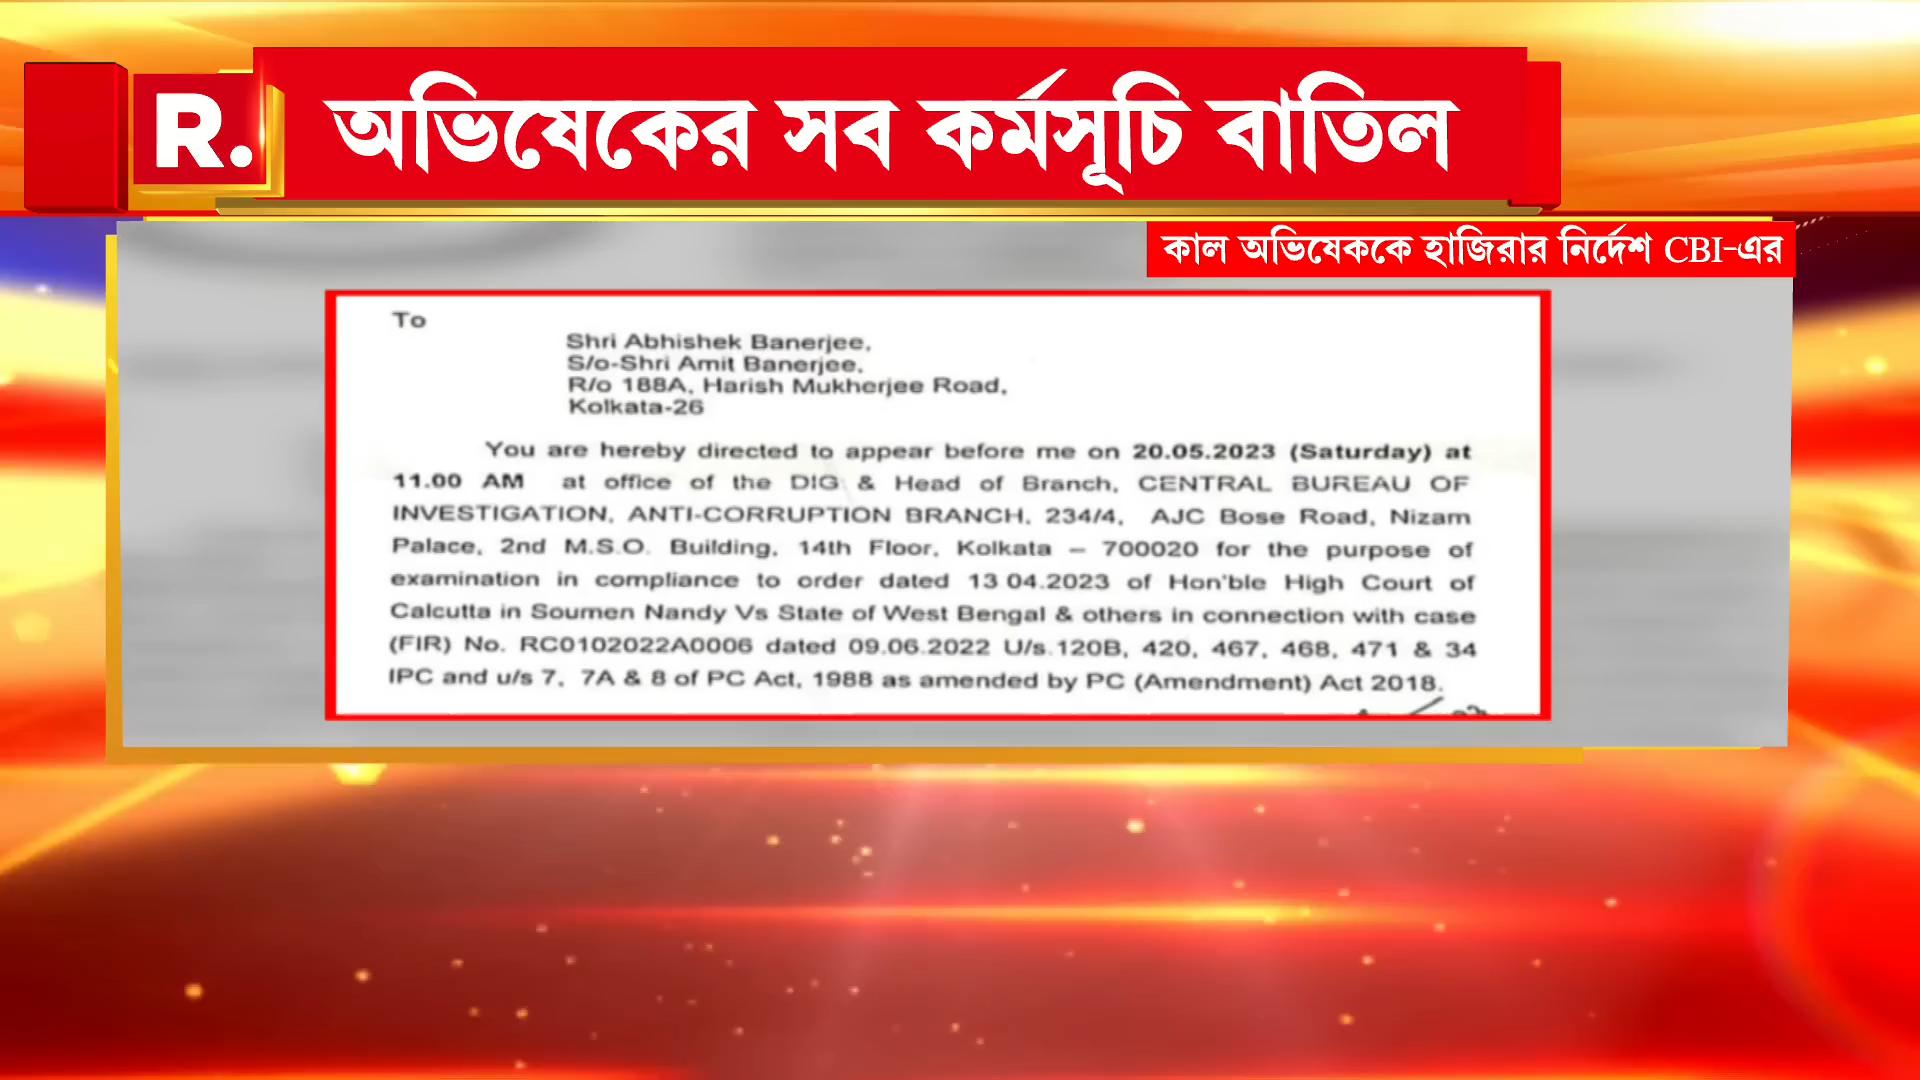 R. অভিষেকের সব কর্মসূচি বাতিল
কাল অভিষেককে হাজিরার নির্দেশ CBI-এর
To
Shri Abhishek Banerjee,
S/o-Shri Amit Banerjee,
R/o 188A, Harish Mukherjee Road,
Kolkata-26
You are hereby directed to appear before me on 20.05.2023 (Saturday) at
11.00 AM at office of the DIG & Head of Branch, CENTRAL BUREAU OF
INVESTIGATION, ANTI-CORRUPTION BRANCH, 234/4, AJC Bose Road, Nizam
Palace, 2nd M.S.O. Building, 14th Floor, Kolkata – 700020 for the purpose of
examination in compliance to order dated 13.04.2023 of Hon'ble High Court of
Calcutta in Soumen Nandy Vs State of West Bengal & others in connection with case
(FIR) No. RC0102022A0006 dated 09.06.2022 U/s.120B, 420, 467, 468, 471 & 34
IPC and u/s 7, 7A & 8 of PC Act, 1988 as amended by PC (Amendment) Act 2018.